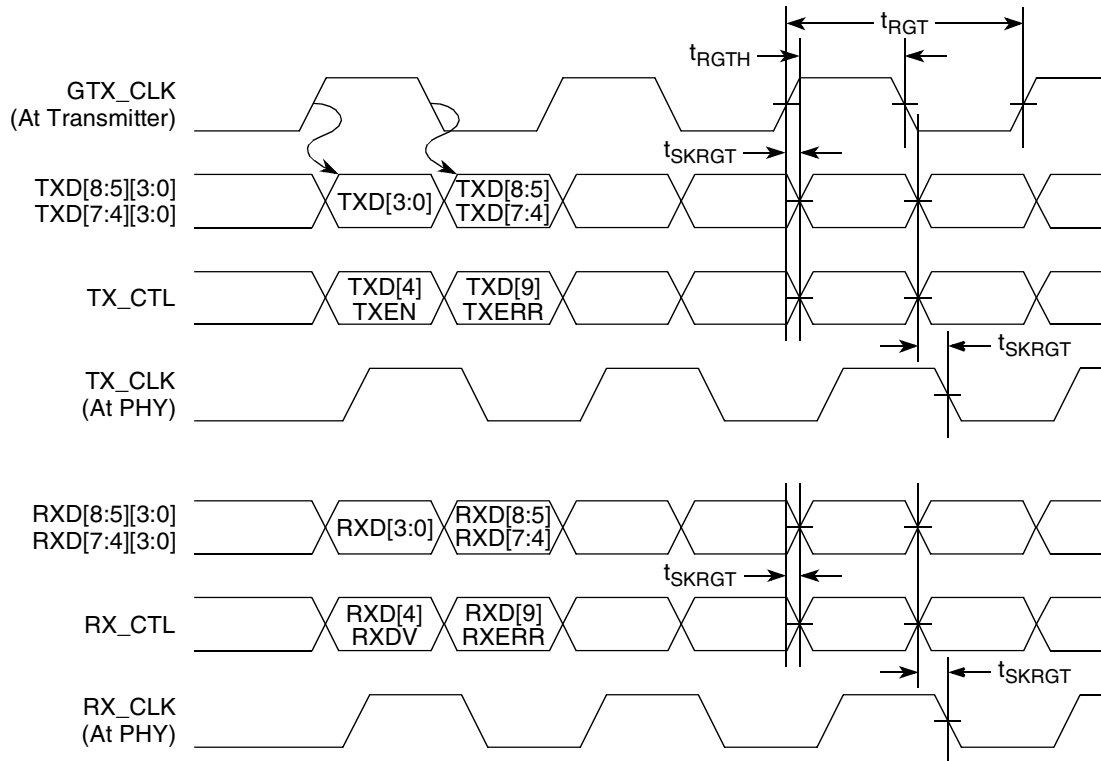 tRGT
tRGTH
GTX_CLK
(At Transmitter)
tSKRGT
TXD[8:5][3:0]
TXD[7:4][3:0]
TXD[3:0]
TXD[8:5]
TXD[7:4]
TX_CTL
TXD[4]
TXEN
TXD[9]
TXERR
tSKRGT
TX_CLK
(At PHY)
RXD[8:5][3:0]
RXD[7:4][3:0]
RXD[3:0]
RXD[8:5]
RXD[7:4]
tSKRGT
RX_CTL
RXD[4]
RXDV
RXD[9]
RXERR
tSKRGT
RX_CLK
(At PHY)